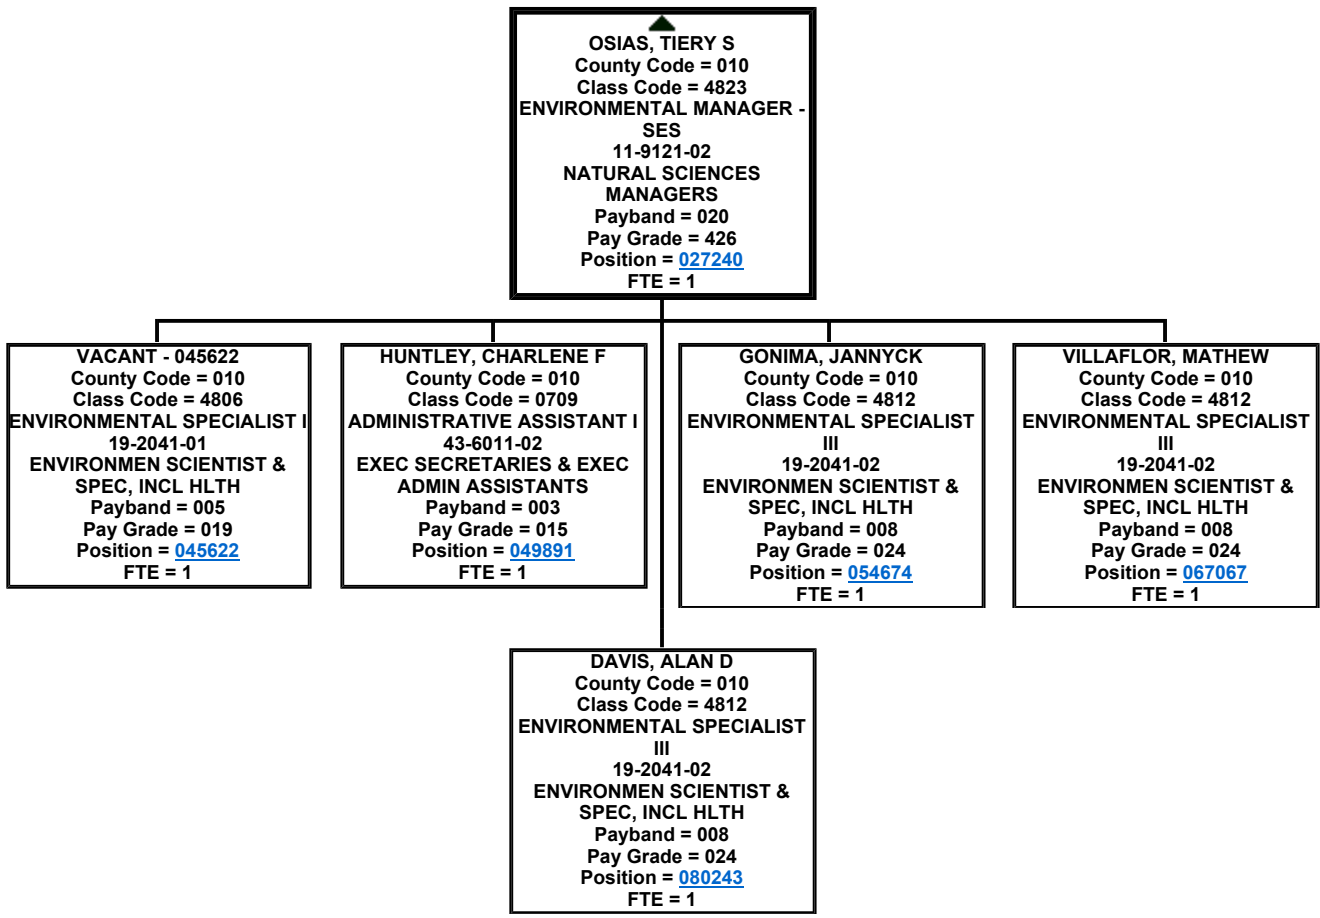 OSIAS, TIERY S
County Code = 010
Class Code = 4823
ENVIRONMENTAL MANAGER -
SES
11-9121-02
NATURAL SCIENCES
MANAGERS
Payband = 020
Pay Grade = 426
Position = 027240
FTE = 1
VACANT - 045622
County Code = 010
Class Code = 4806
ENVIRONMENTAL SPECIALIST I
19-2041-01
ENVIRONMEN SCIENTIST &
SPEC, INCL HLTH
Payband = 005
Pay Grade = 019
Position = 045622
FTE = 1
HUNTLEY, CHARLENE F
County Code = 010
Class Code = 0709
ADMINISTRATIVE ASSISTANT I
43-6011-02
EXEC SECRETARIES & EXEC
ADMIN ASSISTANTS
Payband = 003
Pay Grade = 015
Position = 049891
FTE = 1
GONIMA, JANNYCK
County Code = 010
Class Code = 4812
ENVIRONMENTAL SPECIALIST
III
19-2041-02
ENVIRONMEN SCIENTIST &
SPEC, INCL HLTH
Payband = 008
Pay Grade = 024
Position = 054674
FTE = 1
VILLAFLOR, MATHEW
County Code = 010
Class Code = 4812
ENVIRONMENTAL SPECIALIST
III
19-2041-02
ENVIRONMEN SCIENTIST &
SPEC, INCL HLTH
Payband = 008
Pay Grade = 024
Position = 067067
FTE = 1
DAVIS, ALAN D
County Code = 010
Class Code = 4812
ENVIRONMENTAL SPECIALIST
III
19-2041-02
ENVIRONMEN SCIENTIST &
SPEC, INCL HLTH
Payband = 008
Pay Grade = 024
Position = 080243
FTE = 1